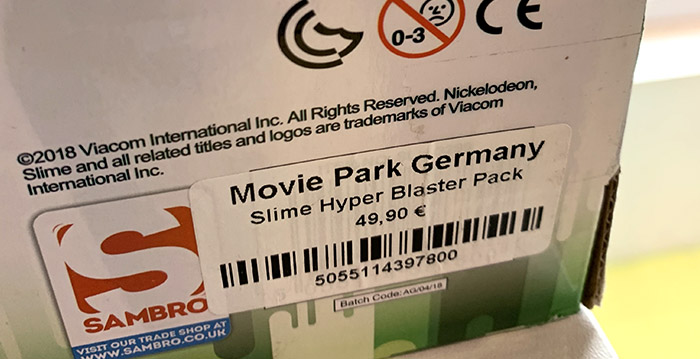 0-3
CE
©2018 Viacom International Inc. All Rights Reserved. Nickelodeon,
Slime and all related titles and logos are trademarks of Viacom
International Inc.
Movie Park Germany
Slime Hyper Blaster Pack
49,90 €
5055114397800
S
SAMBRO
VISIT OUR TRADE SHOP AT
WWW.SAMBRO.CO.UK
Batch Code: AG/04/18